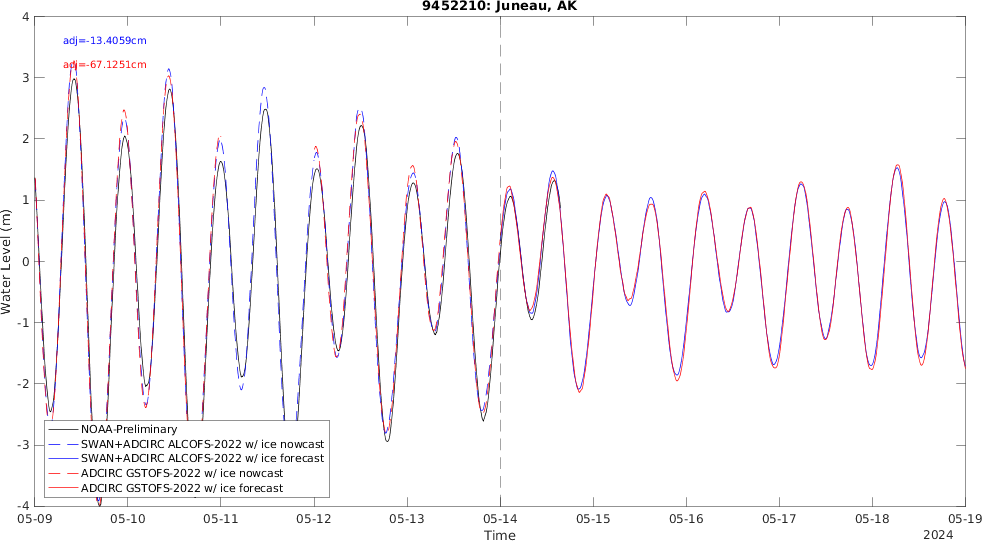 9452210: Juneau, AK
adj=-13.4059cm
adj=-67.1251cm
4
3
2
1
0
-1
-2
-3
-4
Water Level (m)
NOAA-Preliminary
SWAN+ADCIRC ALCOFS-2022 w/ ice nowcast
SWAN+ADCIRC ALCOFS-2022 w/ ice forecast
ADCIRC GSTOFS-2022 w/ ice nowcast
ADCIRC GSTOFS-2022 w/ ice forecast
05-09 05-10 05-11 05-12 05-13 05-14 05-15 05-16 05-17 05-18 05-19
Time
2024